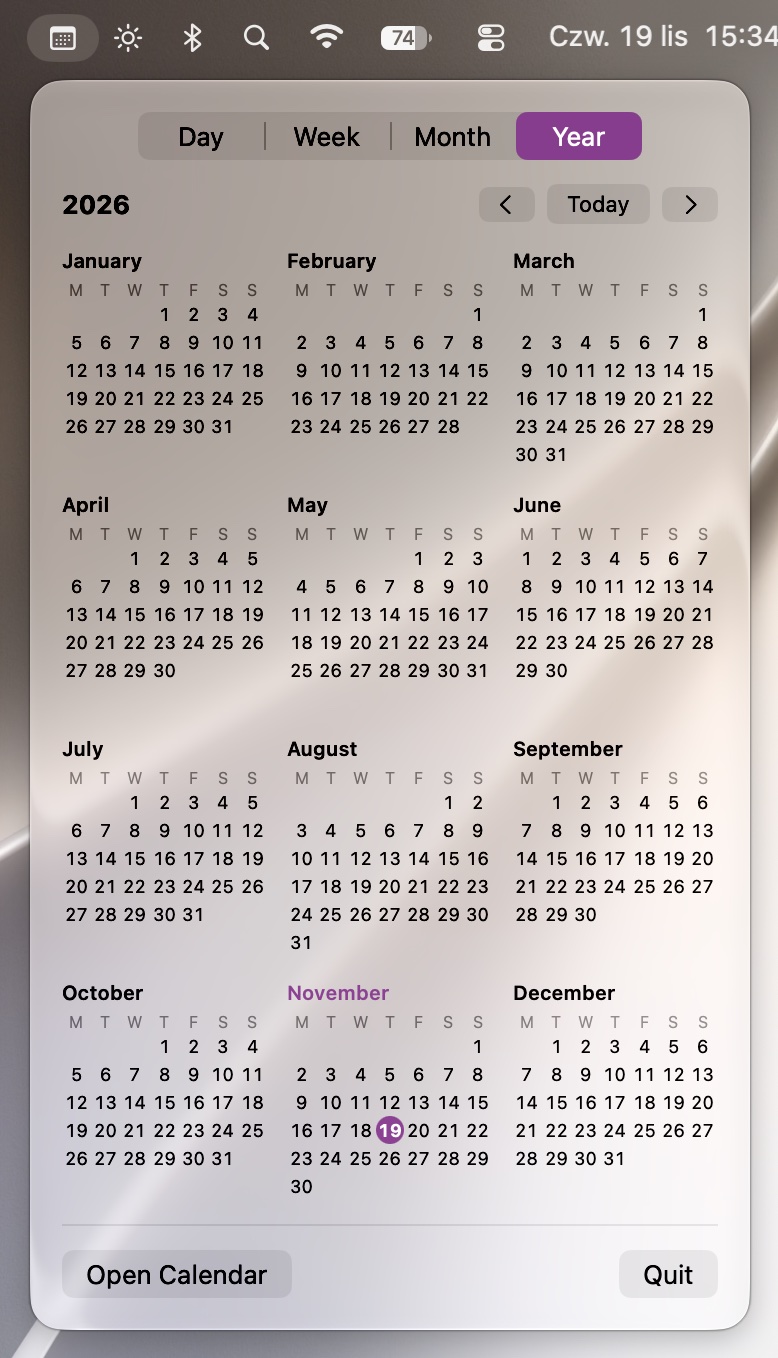 74 Czw. 19 lis 15:34
Day Week Month Year
2026 Today
January February March
M T W T F S S M T W T F S S M T W T F S S
1 2 3 4 1 1
5 6 7 8 9 10 11 2 3 4 5 6 7 8 2 3 4 5 6 7 8
12 13 14 15 16 17 18 9 10 11 12 13 14 15 9 10 11 12 13 14 15
19 20 21 22 23 24 25 16 17 18 19 20 21 22 16 17 18 19 20 21 22
26 27 28 29 30 31 23 24 25 26 27 28 23 24 25 26 27 28 29
30 31
April May June
M T W T F S S M T W T F S S M T W T F S S
1 2 3 4 5 1 2 3 1 2 3 4 5 6 7
6 7 8 9 10 11 12 4 5 6 7 8 9 10 8 9 10 11 12 13 14
13 14 15 16 17 18 19 11 12 13 14 15 16 17 15 16 17 18 19 20 21
20 21 22 23 24 25 26 18 19 20 21 22 23 24 22 23 24 25 26 27 28
27 28 29 30 25 26 27 28 29 30 31 29 30
July August September
M T W T F S S M T W T F S S M T W T F S S
1 2 3 4 5 1 2 1 2 3 4 5 6
6 7 8 9 10 11 12 3 4 5 6 7 8 9 7 8 9 10 11 12 13
13 14 15 16 17 18 19 10 11 12 13 14 15 16 14 15 16 17 18 19 20
20 21 22 23 24 25 26 17 18 19 20 21 22 23 21 22 23 24 25 26 27
27 28 29 30 31 24 25 26 27 28 29 30 28 29 30
31
October November December
M T W T F S S M T W T F S S M T W T F S S
1 2 3 4 1 1 2 3 4 5 6
5 6 7 8 9 10 11 2 3 4 5 6 7 8 7 8 9 10 11 12 13
12 13 14 15 16 17 18 9 10 11 12 13 14 15 14 15 16 17 18 19 20
19 20 21 22 23 24 25 16 17 18 19 20 21 22 21 22 23 24 25 26 27
26 27 28 29 30 31 23 24 25 26 27 28 29 28 29 30 31
30
Open Calendar Quit